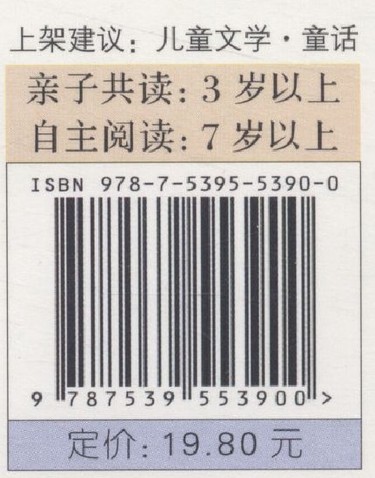 上架建议：儿童文学·童话
亲子共读：3 岁以上
自主阅读：7 岁以上
ISBN 978-7-5395-5390-0
9 787539 553900 >
定价：19.80 元